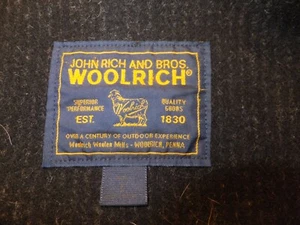 JOHN RICH AND BROS.
WOOLRICH®
SUPERIOR PERFORMANCE
QUALITY GOODS
Woolrich
EST. 1830
OVER A CENTURY OF OUTDOOR EXPERIENCE
Woolrich Woolen Mills - WOOLRICH, PENNA